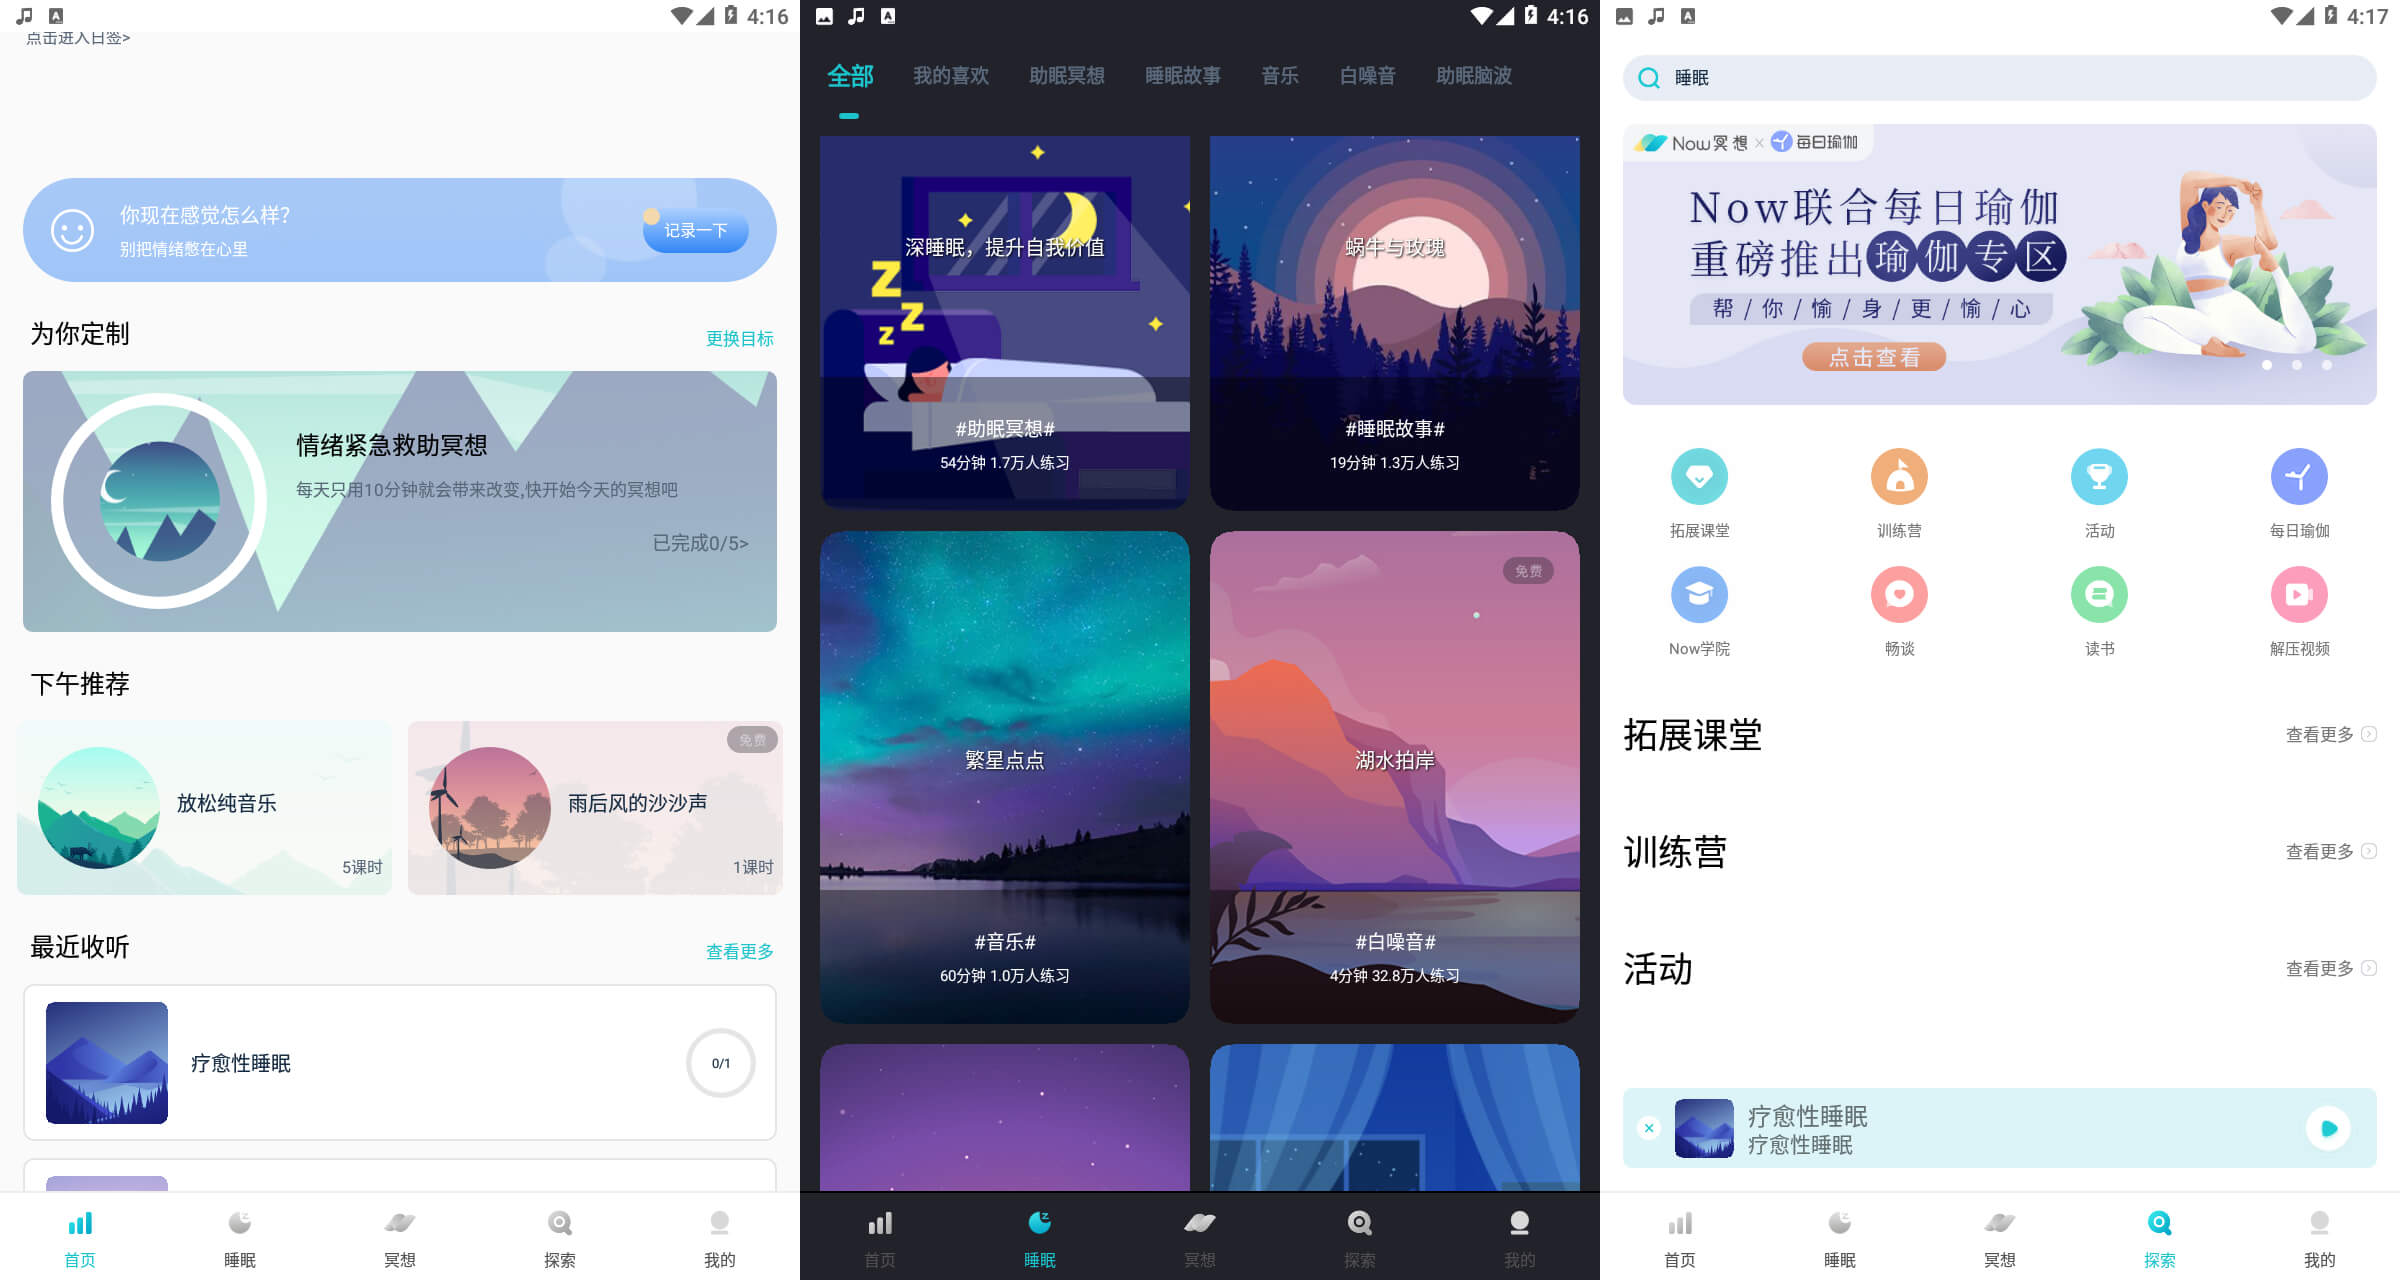 4:16
点击进入日签>
你现在感觉怎么样?
别把情绪憋在心里
记录一下
为你定制
更换目标
情绪紧急救助冥想
每天只用10分钟就会带来改变,快开始今天的冥想吧
已完成0/5>
下午推荐
放松纯音乐
5课时
免费
雨后风的沙沙声
1课时
最近收听
查看更多
疗愈性睡眠
0/1
首页
睡眠
冥想
探索
我的
4:16
全部
我的喜欢
助眠冥想
睡眠故事
音乐
白噪音
助眠脑波
深睡眠，提升自我价值
#助眠冥想#
54分钟 1.7万人练习
蜗牛与玫瑰
#睡眠故事#
19分钟 1.3万人练习
繁星点点
#音乐#
60分钟 1.0万人练习
免费
湖水拍岸
#白噪音#
4分钟 32.8万人练习
首页
睡眠
冥想
探索
我的
4:17
睡眠
Now冥想 × 每日瑜伽
Now联合每日瑜伽
重磅推出瑜伽专区
帮/你/愉/身/更/愉/心
点击查看
拓展课堂
训练营
活动
每日瑜伽
Now学院
畅谈
读书
解压视频
拓展课堂
查看更多
训练营
查看更多
活动
查看更多
疗愈性睡眠
疗愈性睡眠
首页
睡眠
冥想
探索
我的